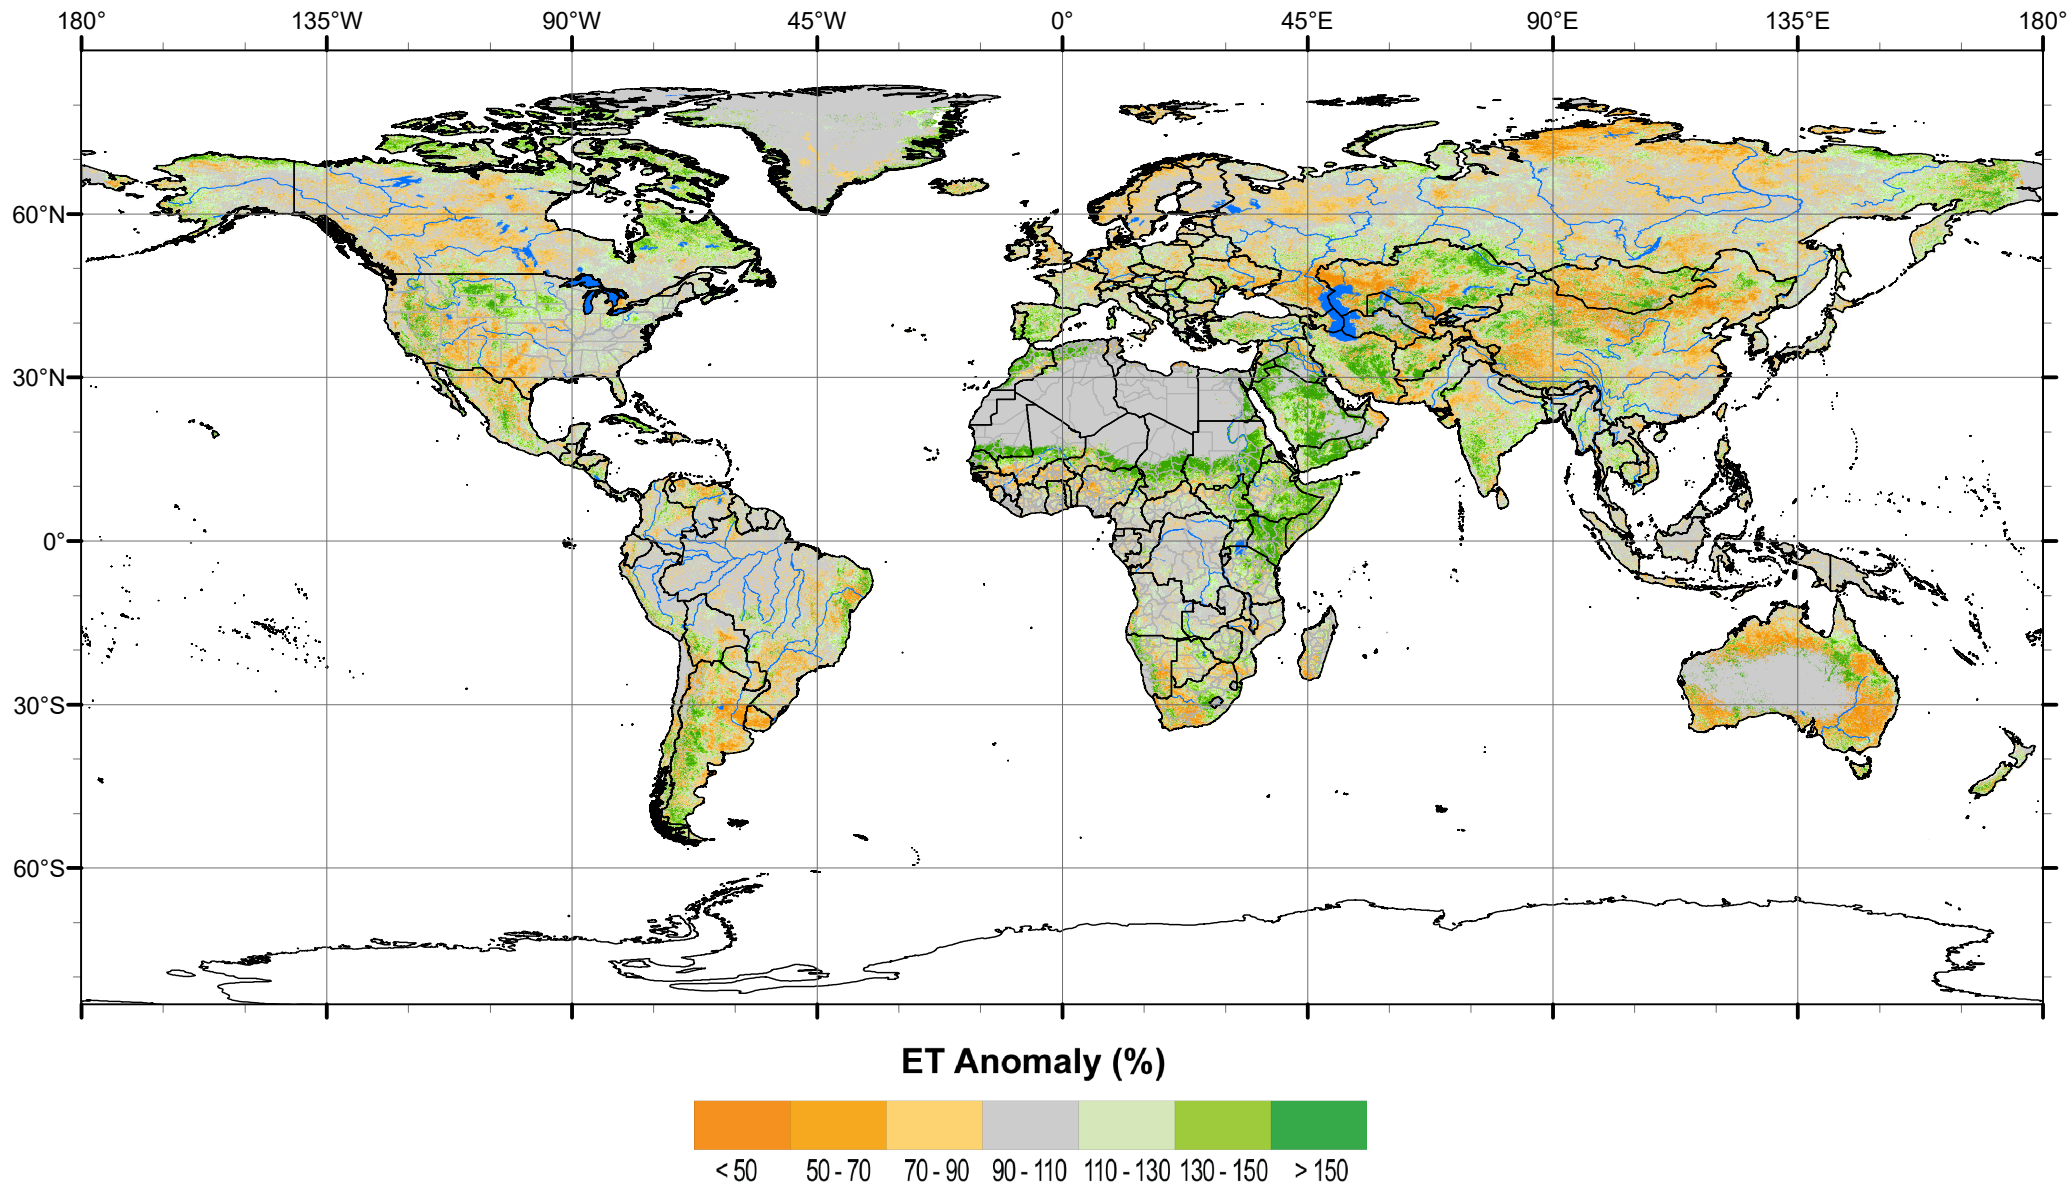 180° 135°W 90°W 45°W 0° 45°E 90°E 135°E 180°
60°N
30°N
0°
30°S
60°S
ET Anomaly (%)
< 50 50 - 70 70 - 90 90 - 110 110 - 130 130 - 150 > 150